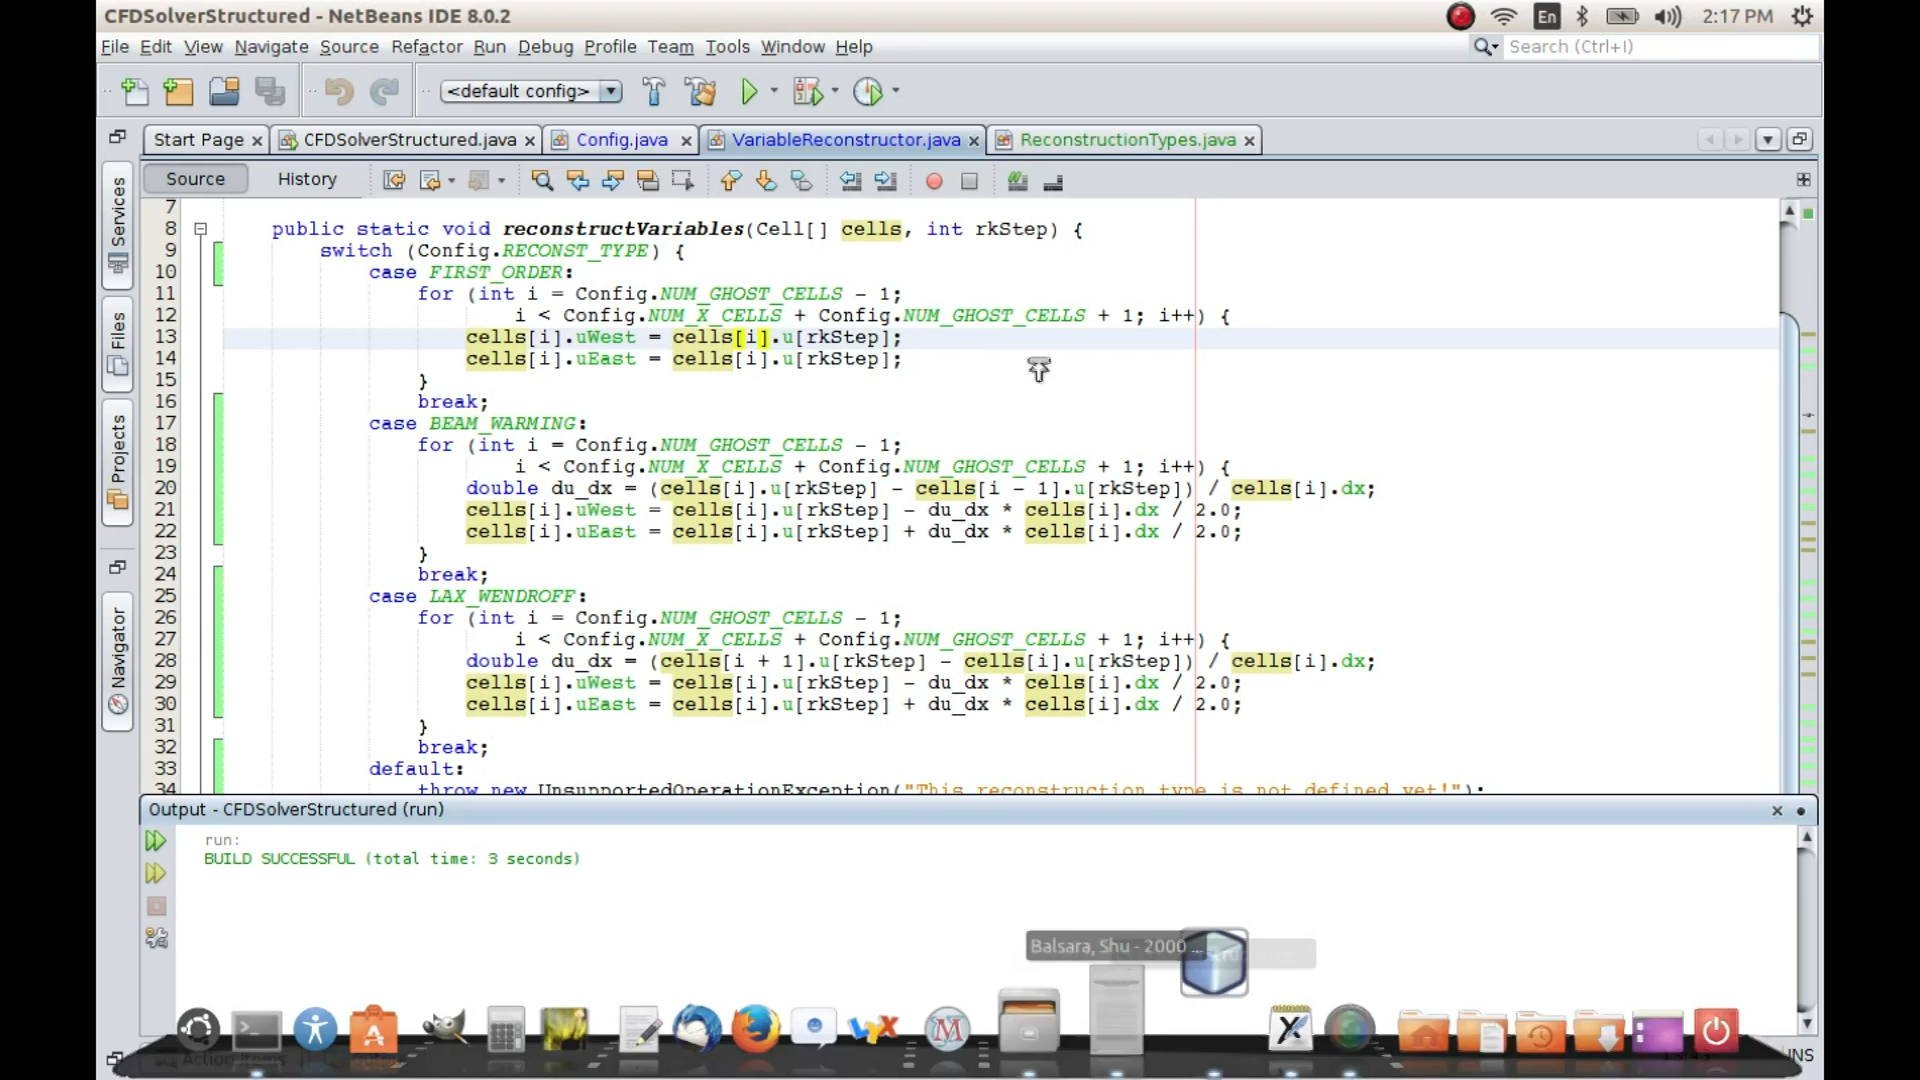 CFDSolverStructured - NetBeans IDE 8.0.2
En
2:17 PM
File Edit View Navigate Source Refactor Run Debug Profile Team Tools Window Help
Search (Ctrl+I)
<default config>
Start Page
CFDSolverStructured.java
Config.java
VariableReconstructor.java
ReconstructionTypes.java
Source
History
Services
Files
Projects
Navigator
7
8 public static void reconstructVariables(Cell[] cells, int rkStep) {
9 switch (Config.RECONST_TYPE) {
10 case FIRST_ORDER:
11 for (int i = Config.NUM_GHOST_CELLS - 1;
12 i < Config.NUM_X_CELLS + Config.NUM_GHOST_CELLS + 1; i++) {
13 cells[i].uWest = cells[i].u[rkStep];
14 cells[i].uEast = cells[i].u[rkStep];
15 }
16 break;
17 case BEAM_WARMING:
18 for (int i = Config.NUM_GHOST_CELLS - 1;
19 i < Config.NUM_X_CELLS + Config.NUM_GHOST_CELLS + 1; i++) {
20 double du_dx = (cells[i].u[rkStep] - cells[i - 1].u[rkStep]) / cells[i].dx;
21 cells[i].uWest = cells[i].u[rkStep] - du_dx * cells[i].dx / 2.0;
22 cells[i].uEast = cells[i].u[rkStep] + du_dx * cells[i].dx / 2.0;
23 }
24 break;
25 case LAX_WENDROFF:
26 for (int i = Config.NUM_GHOST_CELLS - 1;
27 i < Config.NUM_X_CELLS + Config.NUM_GHOST_CELLS + 1; i++) {
28 double du_dx = (cells[i + 1].u[rkStep] - cells[i].u[rkStep]) / cells[i].dx;
29 cells[i].uWest = cells[i].u[rkStep] - du_dx * cells[i].dx / 2.0;
30 cells[i].uEast = cells[i].u[rkStep] + du_dx * cells[i].dx / 2.0;
31 }
32 break;
33 default:
34 throw new UnsupportedOperationException("This reconstruction type is not defined yet!");
Output - CFDSolverStructured (run)
run:
BUILD SUCCESSFUL (total time: 3 seconds)
Balsara, Shu - 2000 ...
Action Items
INS